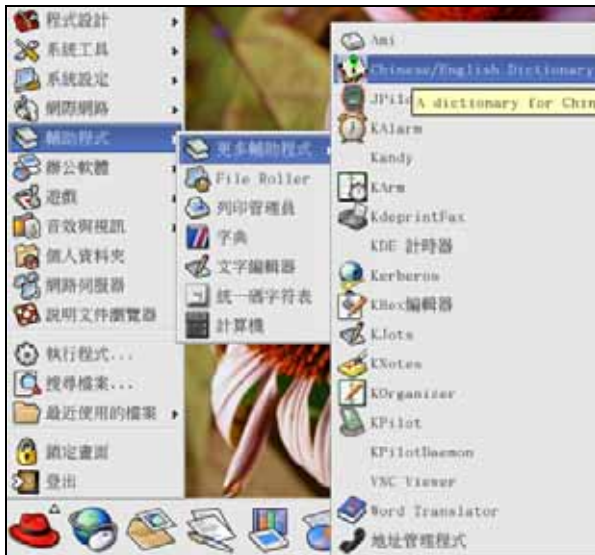 程式設計
系統工具
系統設定
網際網路
輔助程式
辦公軟體
遊戲
音效與視訊
個人資料夾
網路伺服器
說明文件瀏覽器
執行程式...
搜尋檔案...
最近使用的檔案
鎖定畫面
登出
更多輔助程式
File Roller
列印管理員
字典
文字編輯器
統一碼字符表
計算機
Ami
Chinese/English Dictionary
JPil
A dictionary for Chin
KAlarm
Kandy
KArm
KdeprintFax
KDE 計時器
Kerberos
KHex編輯器
KJots
KNotes
KOrganizer
KPilot
KPilotDaemon
VNC Viewer
Word Translator
地址管理程式